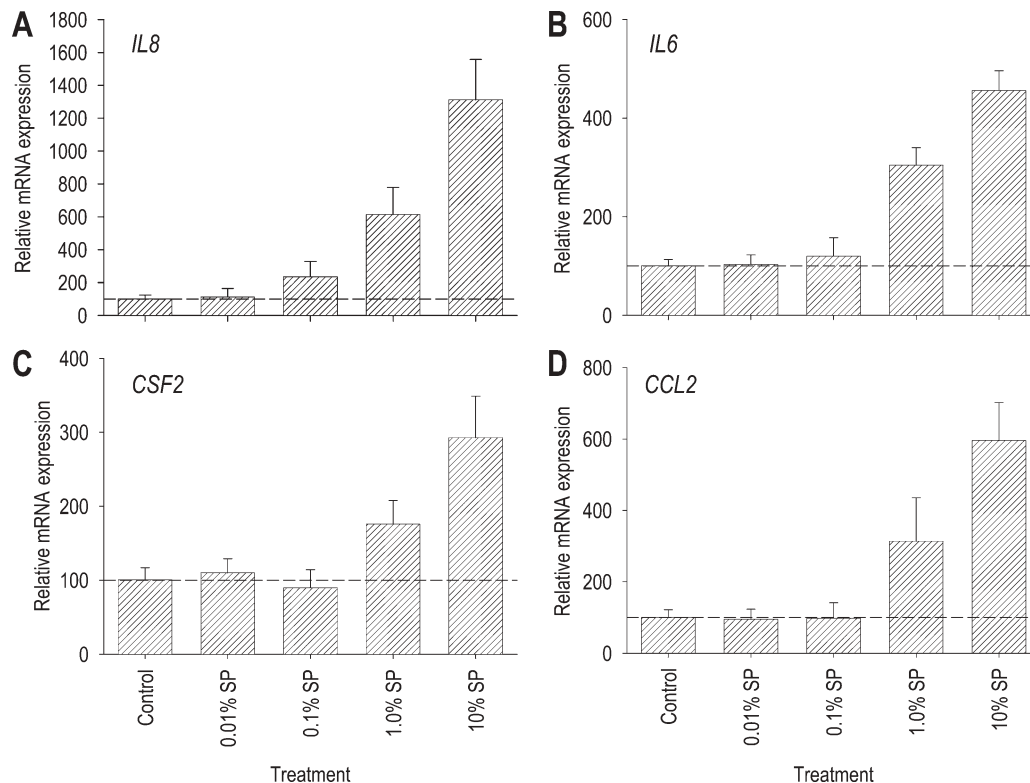 A
IL8
Relative mRNA expression
1800
1600
1400
1200
1000
800
600
400
200
0
B
IL6
Relative mRNA expression
600
400
200
0
C
CSF2
Relative mRNA expression
400
300
200
100
0
Control
0.01% SP
0.1% SP
1.0% SP
10% SP
Treatment
D
CCL2
Relative mRNA expression
800
600
400
200
0
Control
0.01% SP
0.1% SP
1.0% SP
10% SP
Treatment